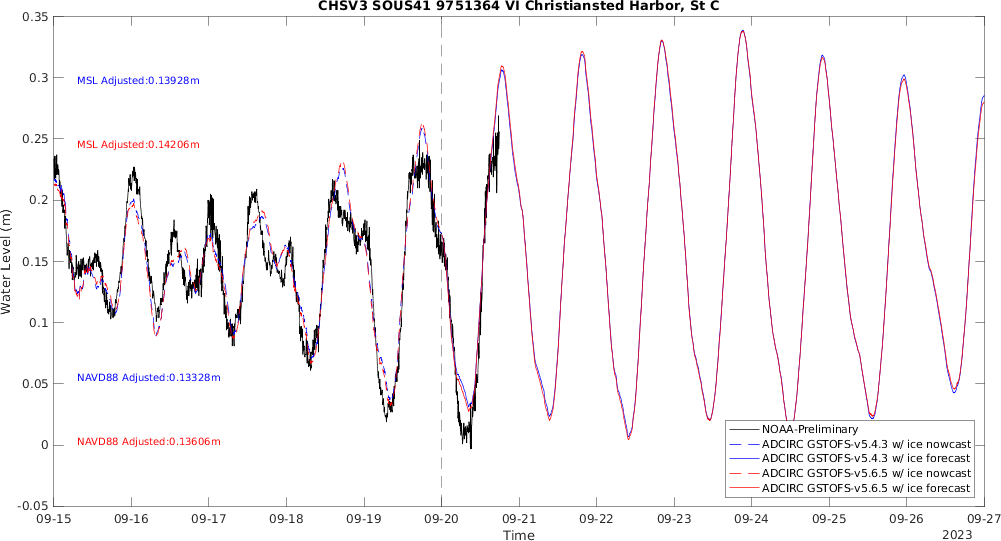 CHSV3 SOUS41 9751364 VI Christiansted Harbor, St C
0.35
0.3
0.25
0.2
0.15
0.1
0.05
0
-0.05
Water Level (m)
MSL Adjusted:0.13928m
MSL Adjusted:0.14206m
NAVD88 Adjusted:0.13328m
NAVD88 Adjusted:0.13606m
NOAA-Preliminary
ADCIRC GSTOFS-v5.4.3 w/ ice nowcast
ADCIRC GSTOFS-v5.4.3 w/ ice forecast
ADCIRC GSTOFS-v5.6.5 w/ ice nowcast
ADCIRC GSTOFS-v5.6.5 w/ ice forecast
09-15 09-16 09-17 09-18 09-19 09-20 09-21 09-22 09-23 09-24 09-25 09-26 09-27
Time
2023